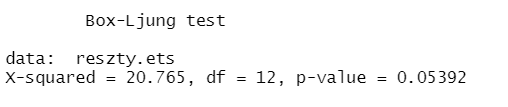 Box-Ljung test
data:  reszty.ets
X-squared = 20.765, df = 12, p-value = 0.05392